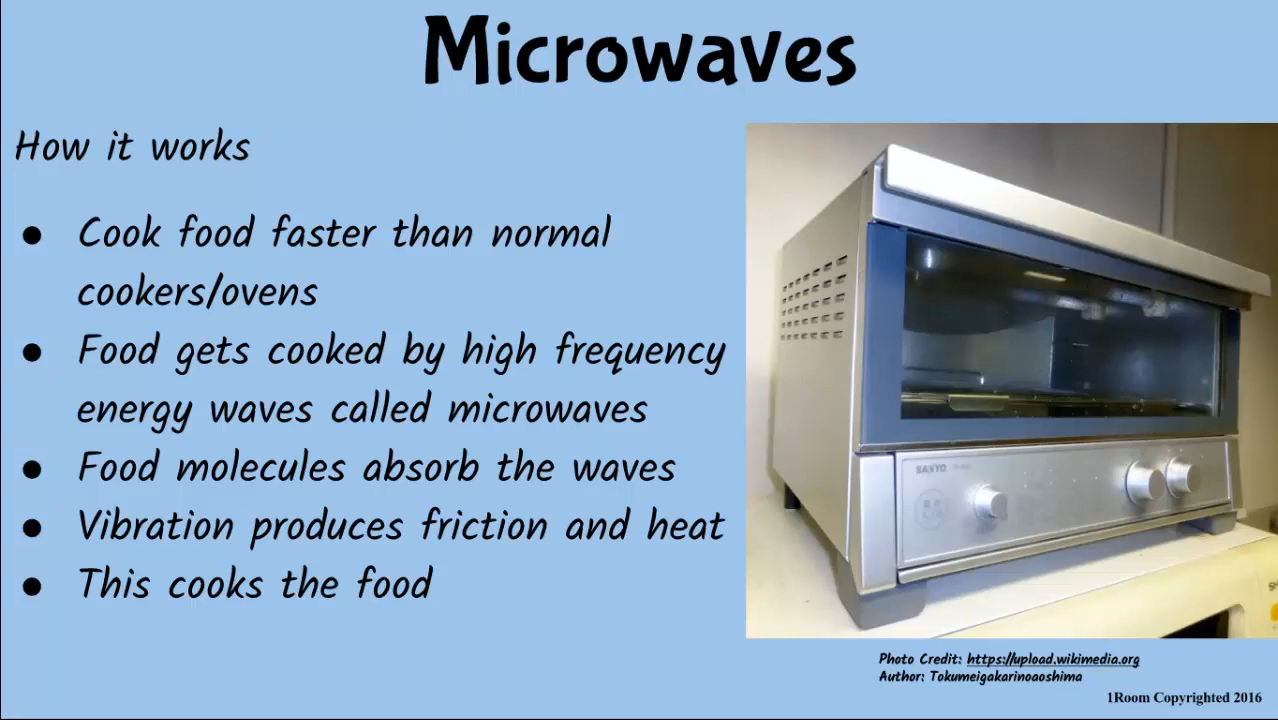 Microwaves
How it works
● Cook food faster than normal
cookers/ovens
● Food gets cooked by high frequency
energy waves called microwaves
● Food molecules absorb the waves
● Vibration produces friction and heat
● This cooks the food
SANYO
Photo Credit: https://upload.wikimedia.org
Author: Tokumeigakarinoaoshima
1Room Copyrighted 2016